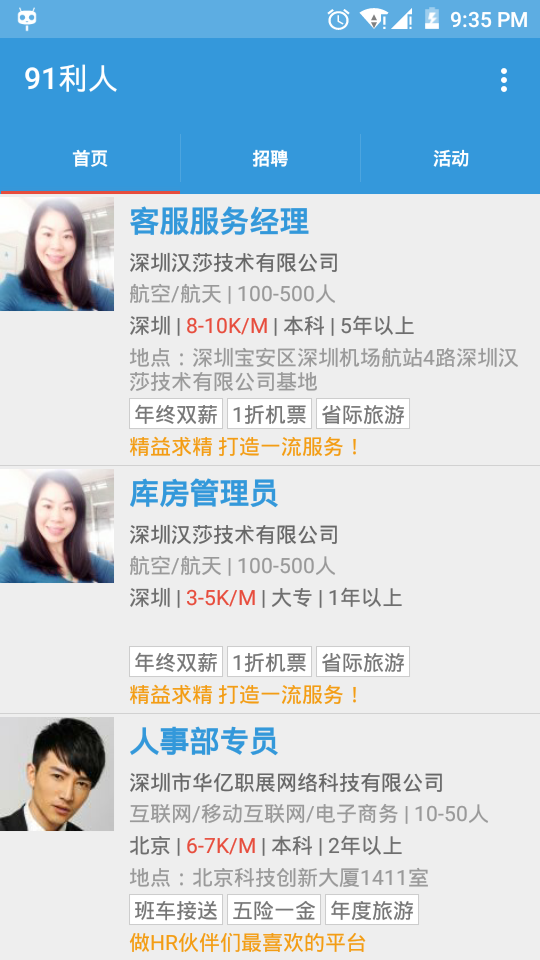 9:35 PM
91利人
首页 招聘 活动
客服服务经理
深圳汉莎技术有限公司
航空/航天 | 100-500人
深圳 | 8-10K/M | 本科 | 5年以上
地点：深圳宝安区深圳机场航站4路深圳汉
莎技术有限公司基地
年终双薪 1折机票 省际旅游
精益求精 打造一流服务！
库房管理员
深圳汉莎技术有限公司
航空/航天 | 100-500人
深圳 | 3-5K/M | 大专 | 1年以上
年终双薪 1折机票 省际旅游
精益求精 打造一流服务！
人事部专员
深圳市华亿职展网络科技有限公司
互联网/移动互联网/电子商务 | 10-50人
北京 | 6-7K/M | 本科 | 2年以上
地点：北京科技创新大厦1411室
班车接送 五险一金 年度旅游
做HR伙伴们最喜欢的平台